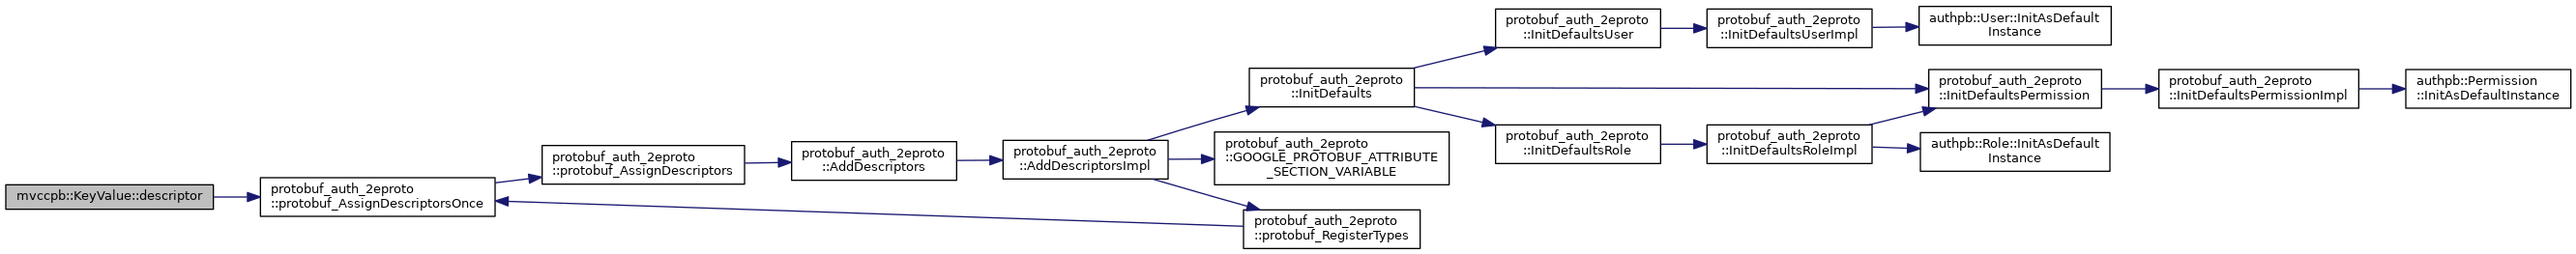 mvccpb::KeyValue::descriptor
protobuf_auth_2eproto
::protobuf_AssignDescriptorsOnce
protobuf_auth_2eproto
::protobuf_AssignDescriptors
protobuf_auth_2eproto
::AddDescriptors
protobuf_auth_2eproto
::AddDescriptorsImpl
protobuf_auth_2eproto
::InitDefaults
protobuf_auth_2eproto
::GOOGLE_PROTOBUF_ATTRIBUTE
_SECTION_VARIABLE
protobuf_auth_2eproto
::protobuf_RegisterTypes
protobuf_auth_2eproto
::InitDefaultsUser
protobuf_auth_2eproto
::InitDefaultsUserImpl
authpb::User::InitAsDefault
Instance
protobuf_auth_2eproto
::InitDefaultsPermission
protobuf_auth_2eproto
::InitDefaultsPermissionImpl
authpb::Permission
::InitAsDefaultInstance
protobuf_auth_2eproto
::InitDefaultsRole
protobuf_auth_2eproto
::InitDefaultsRoleImpl
authpb::Role::InitAsDefault
Instance